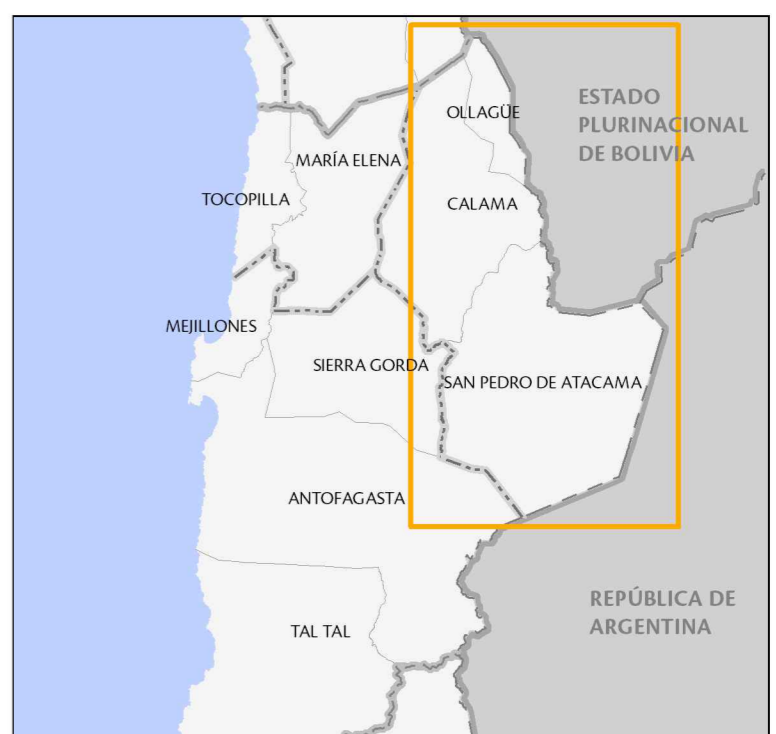 OLLAGÜE
ESTADO
PLURINACIONAL
DE BOLIVIA
MARÍA ELENA
TOCOPILLA
CALAMA
MEJILLONES
SIERRA GORDA
SAN PEDRO DE ATACAMA
ANTOFAGASTA
REPÚBLICA DE
ARGENTINA
TAL TAL